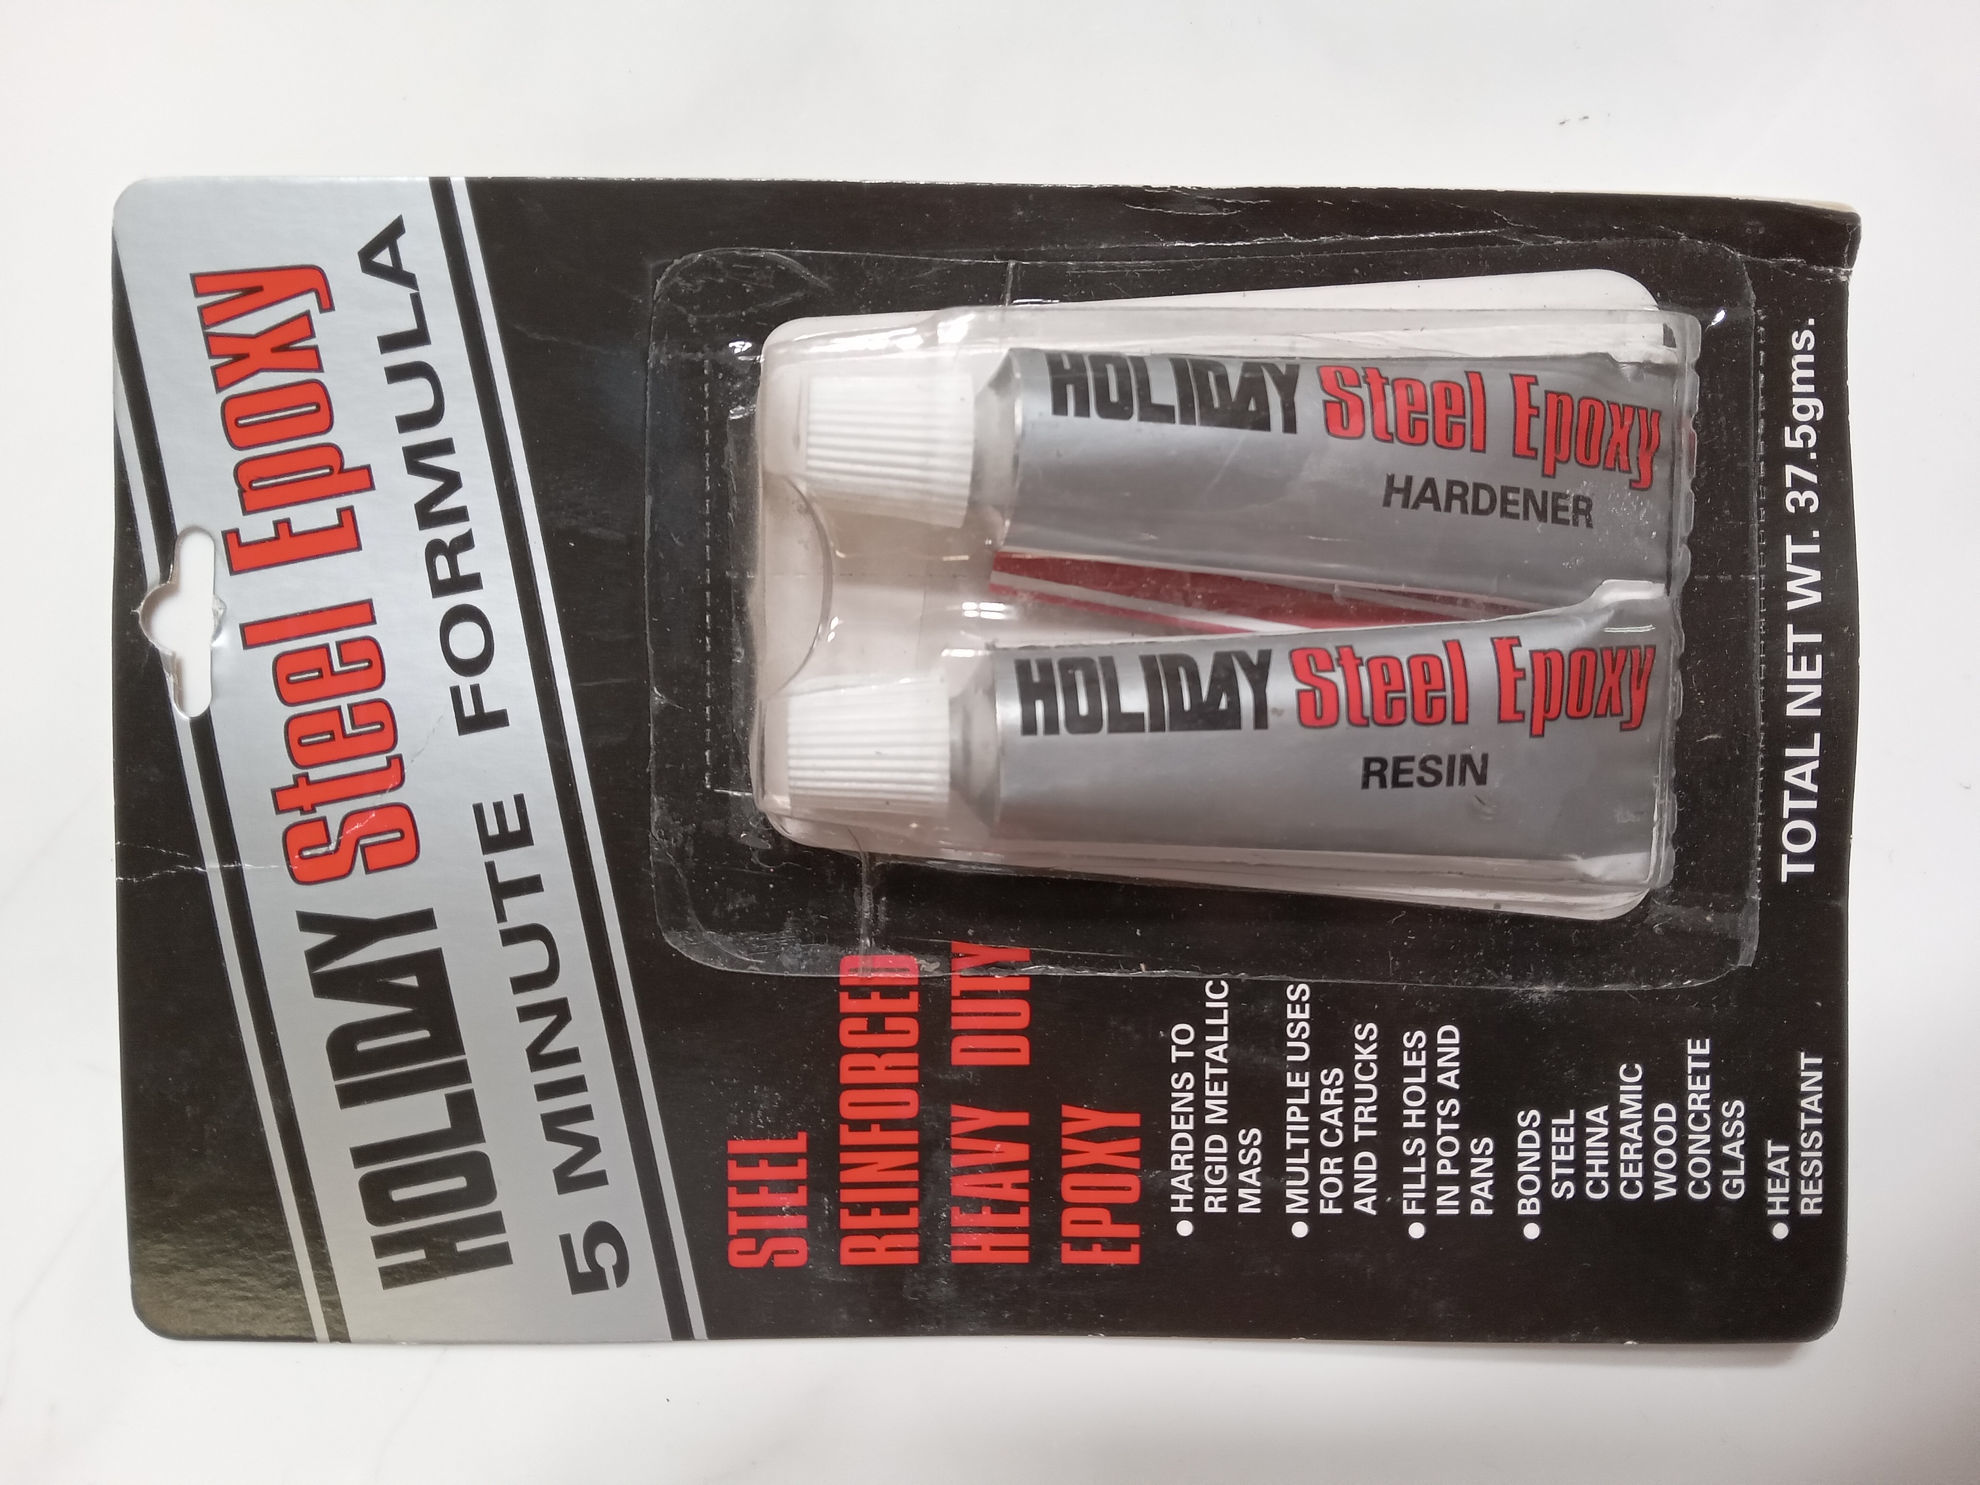 HOLIDAY Steel Epoxy
5 MINUTE FORMULA
STEEL
REINFORCED
HEAVY DUTY
EPOXY
• HARDENS TO
RIGID METALLIC
MASS
• MULTIPLE USES
FOR CARS
AND TRUCKS
• FILLS HOLES
IN POTS AND
PANS
• BONDS
STEEL
CHINA
CERAMIC
WOOD
CONCRETE
GLASS
• HEAT
RESISTANT
HOLIDAY Steel Epoxy
HARDENER
HOLIDAY Steel Epoxy
RESIN
TOTAL NET WT. 37.5gms.